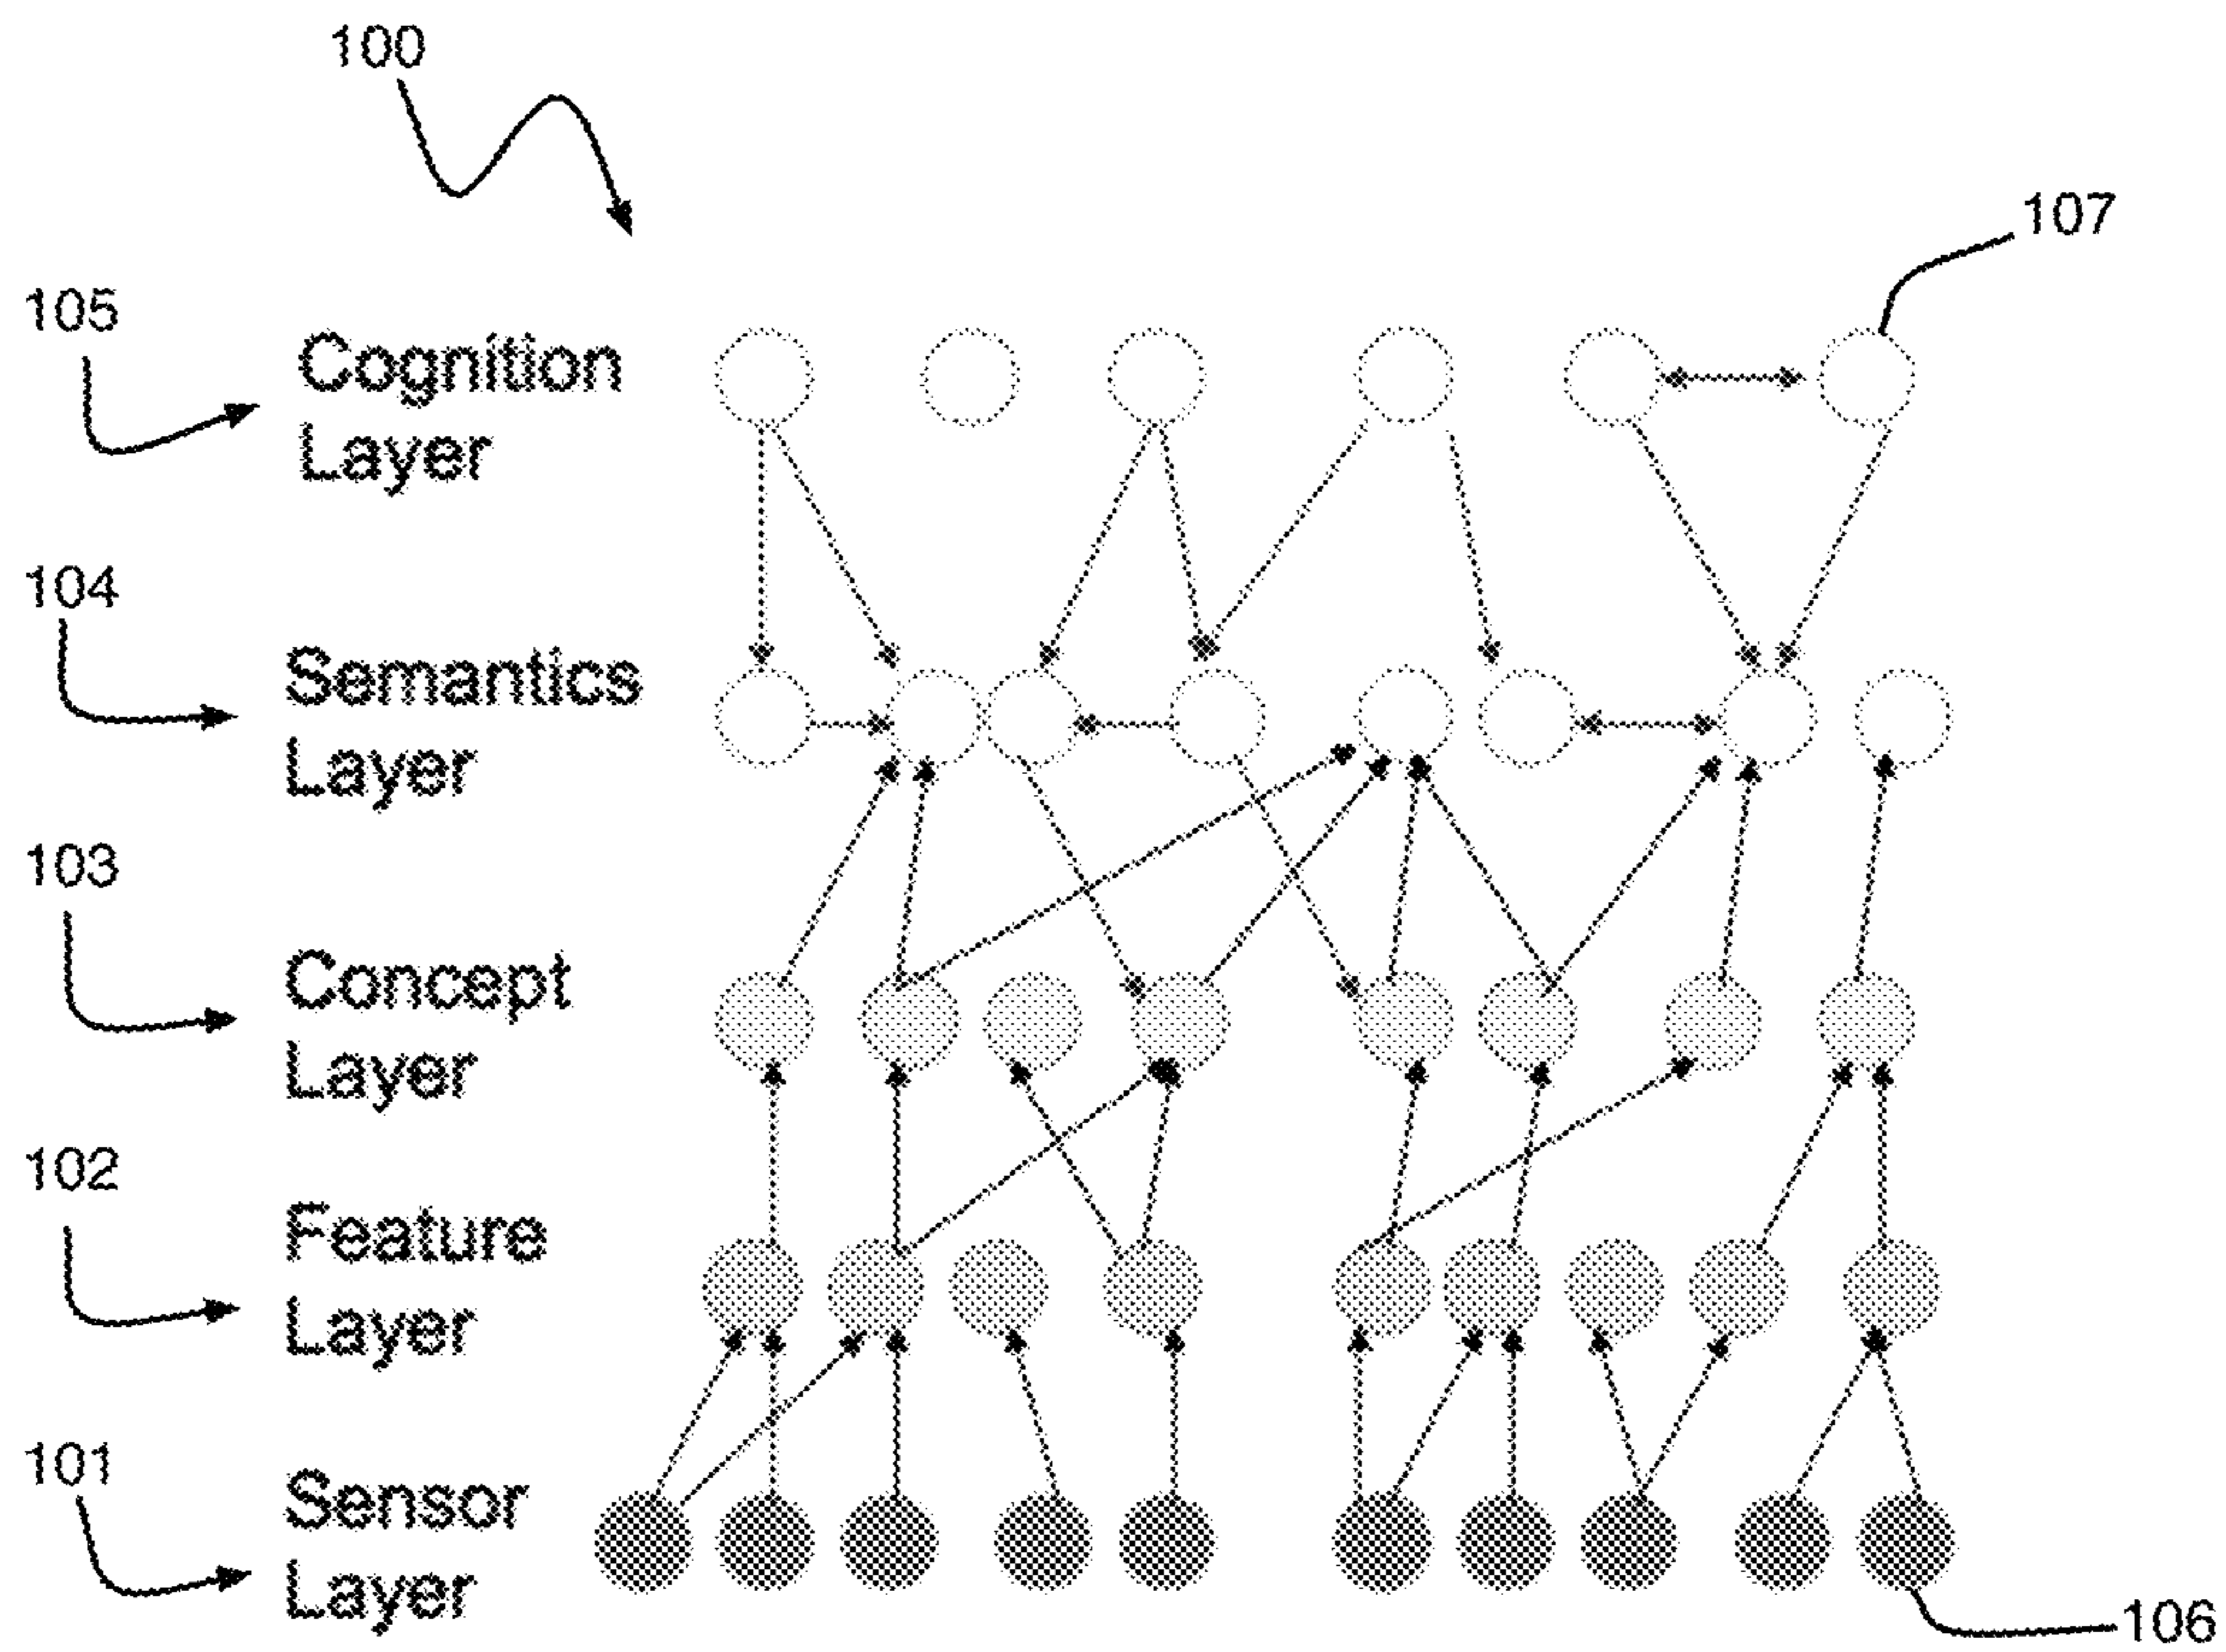 100
107
105
Cognition
Layer
104
Semantics
Layer
103
Concept
Layer
102
Feature
Layer
101
Sensor
Layer
106